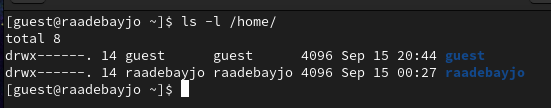 [guest@raadebayjo ~]$ ls -l /home/
total 8
drwx------. 14 guest     guest     4096 Sep 15 20:44 guest
drwx------. 14 raadebayjo raadebayjo 4096 Sep 15 00:27 raadebayjo
[guest@raadebayjo ~]$